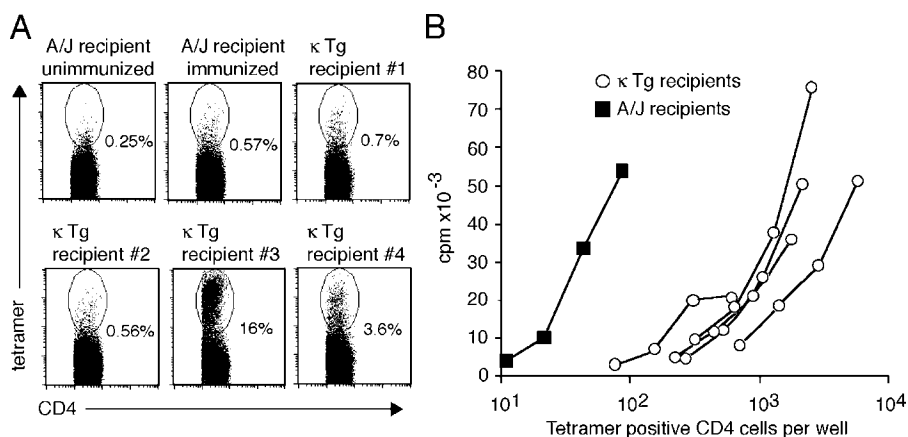 A
A/J recipient
unimmunized
A/J recipient
immunized
κ Tg
recipient #1
0.25%
0.57%
0.7%
κ Tg
recipient #2
κ Tg
recipient #3
κ Tg
recipient #4
0.56%
16%
3.6%
tetramer
CD4
B
κ Tg recipients
A/J recipients
80
70
60
50
40
30
20
10
0
cpm x10⁻³
10¹
10²
10³
10⁴
Tetramer positive CD4 cells per well